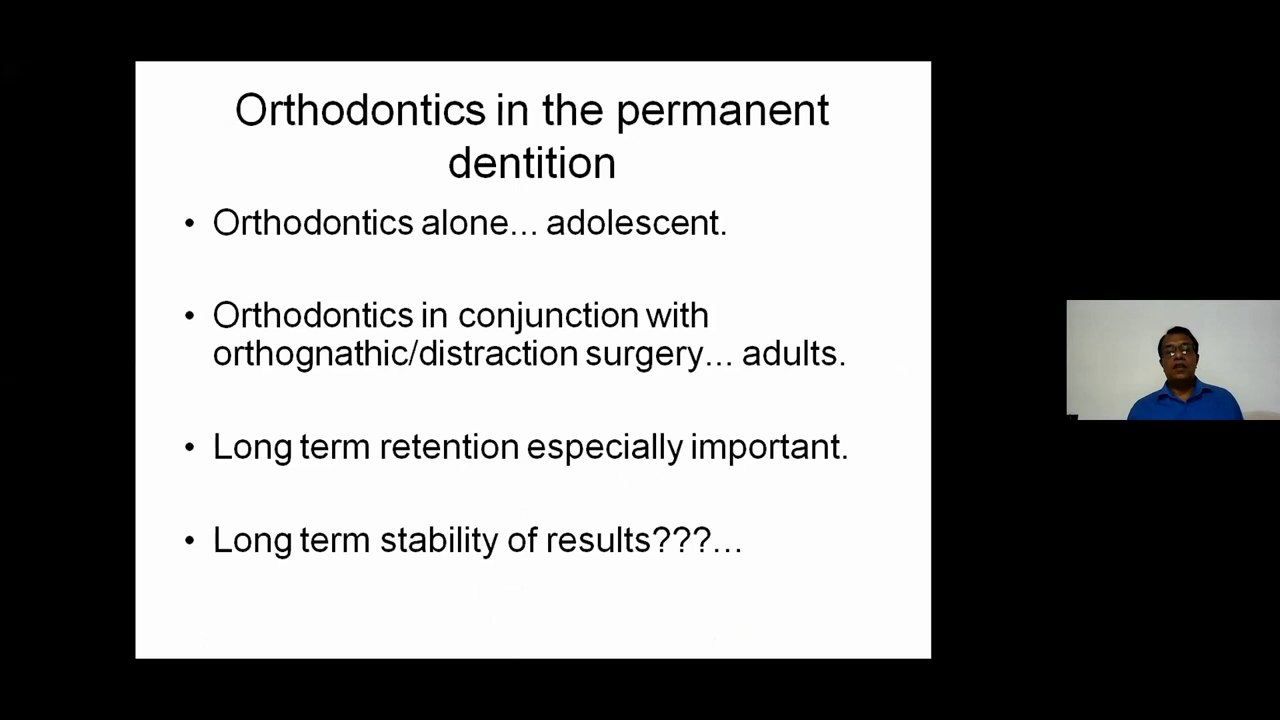 Orthodontics in the permanent
dentition
• Orthodontics alone... adolescent.
• Orthodontics in conjunction with
orthognathic/distraction surgery... adults.
• Long term retention especially important.
• Long term stability of results???...